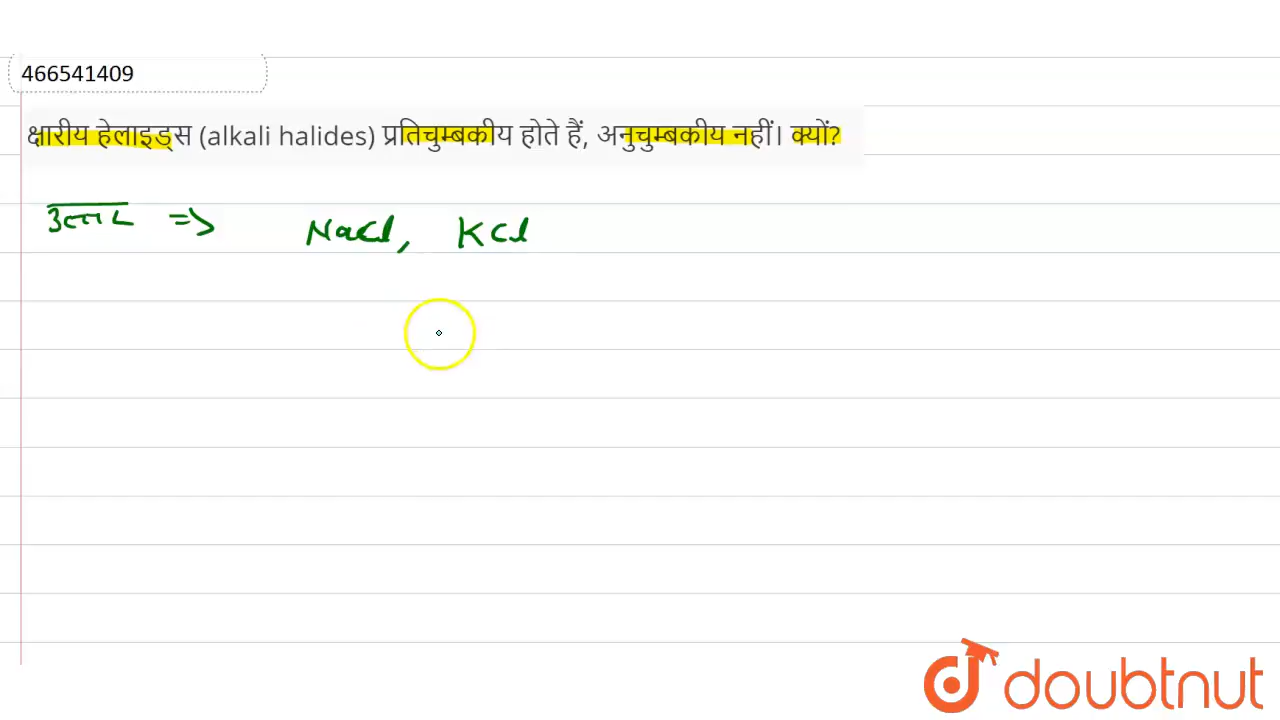 466541409
क्षारीय हेलाइड्स (alkali halides) प्रतिचुम्बकीय होते हैं, अनुचुम्बकीय नहीं। क्यों?
उत्तर => NaCl, KCl
doubtnut